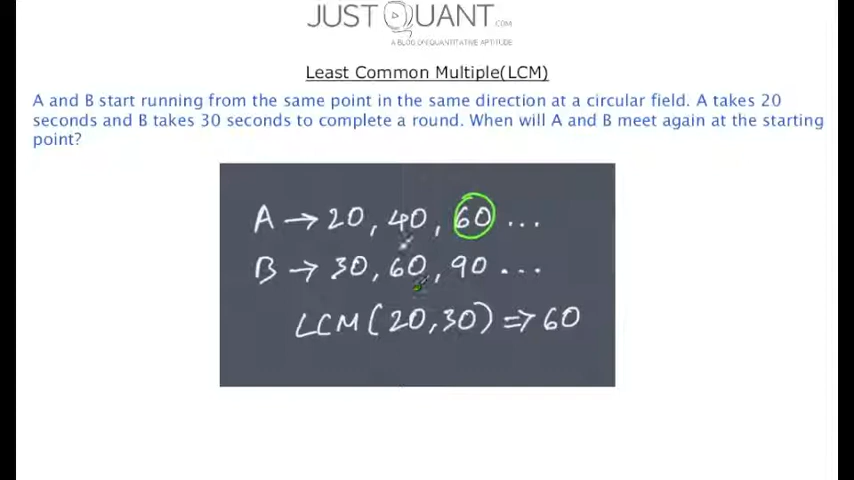 JUST QUANT.COM
A BLOG ON QUANTITATIVE APTITUDE
Least Common Multiple(LCM)
A and B start running from the same point in the same direction at a circular field. A takes 20
seconds and B takes 30 seconds to complete a round. When will A and B meet again at the starting
point?
A → 20, 40, 60 ...
B → 30, 60, 90 ...
LCM (20, 30) => 60